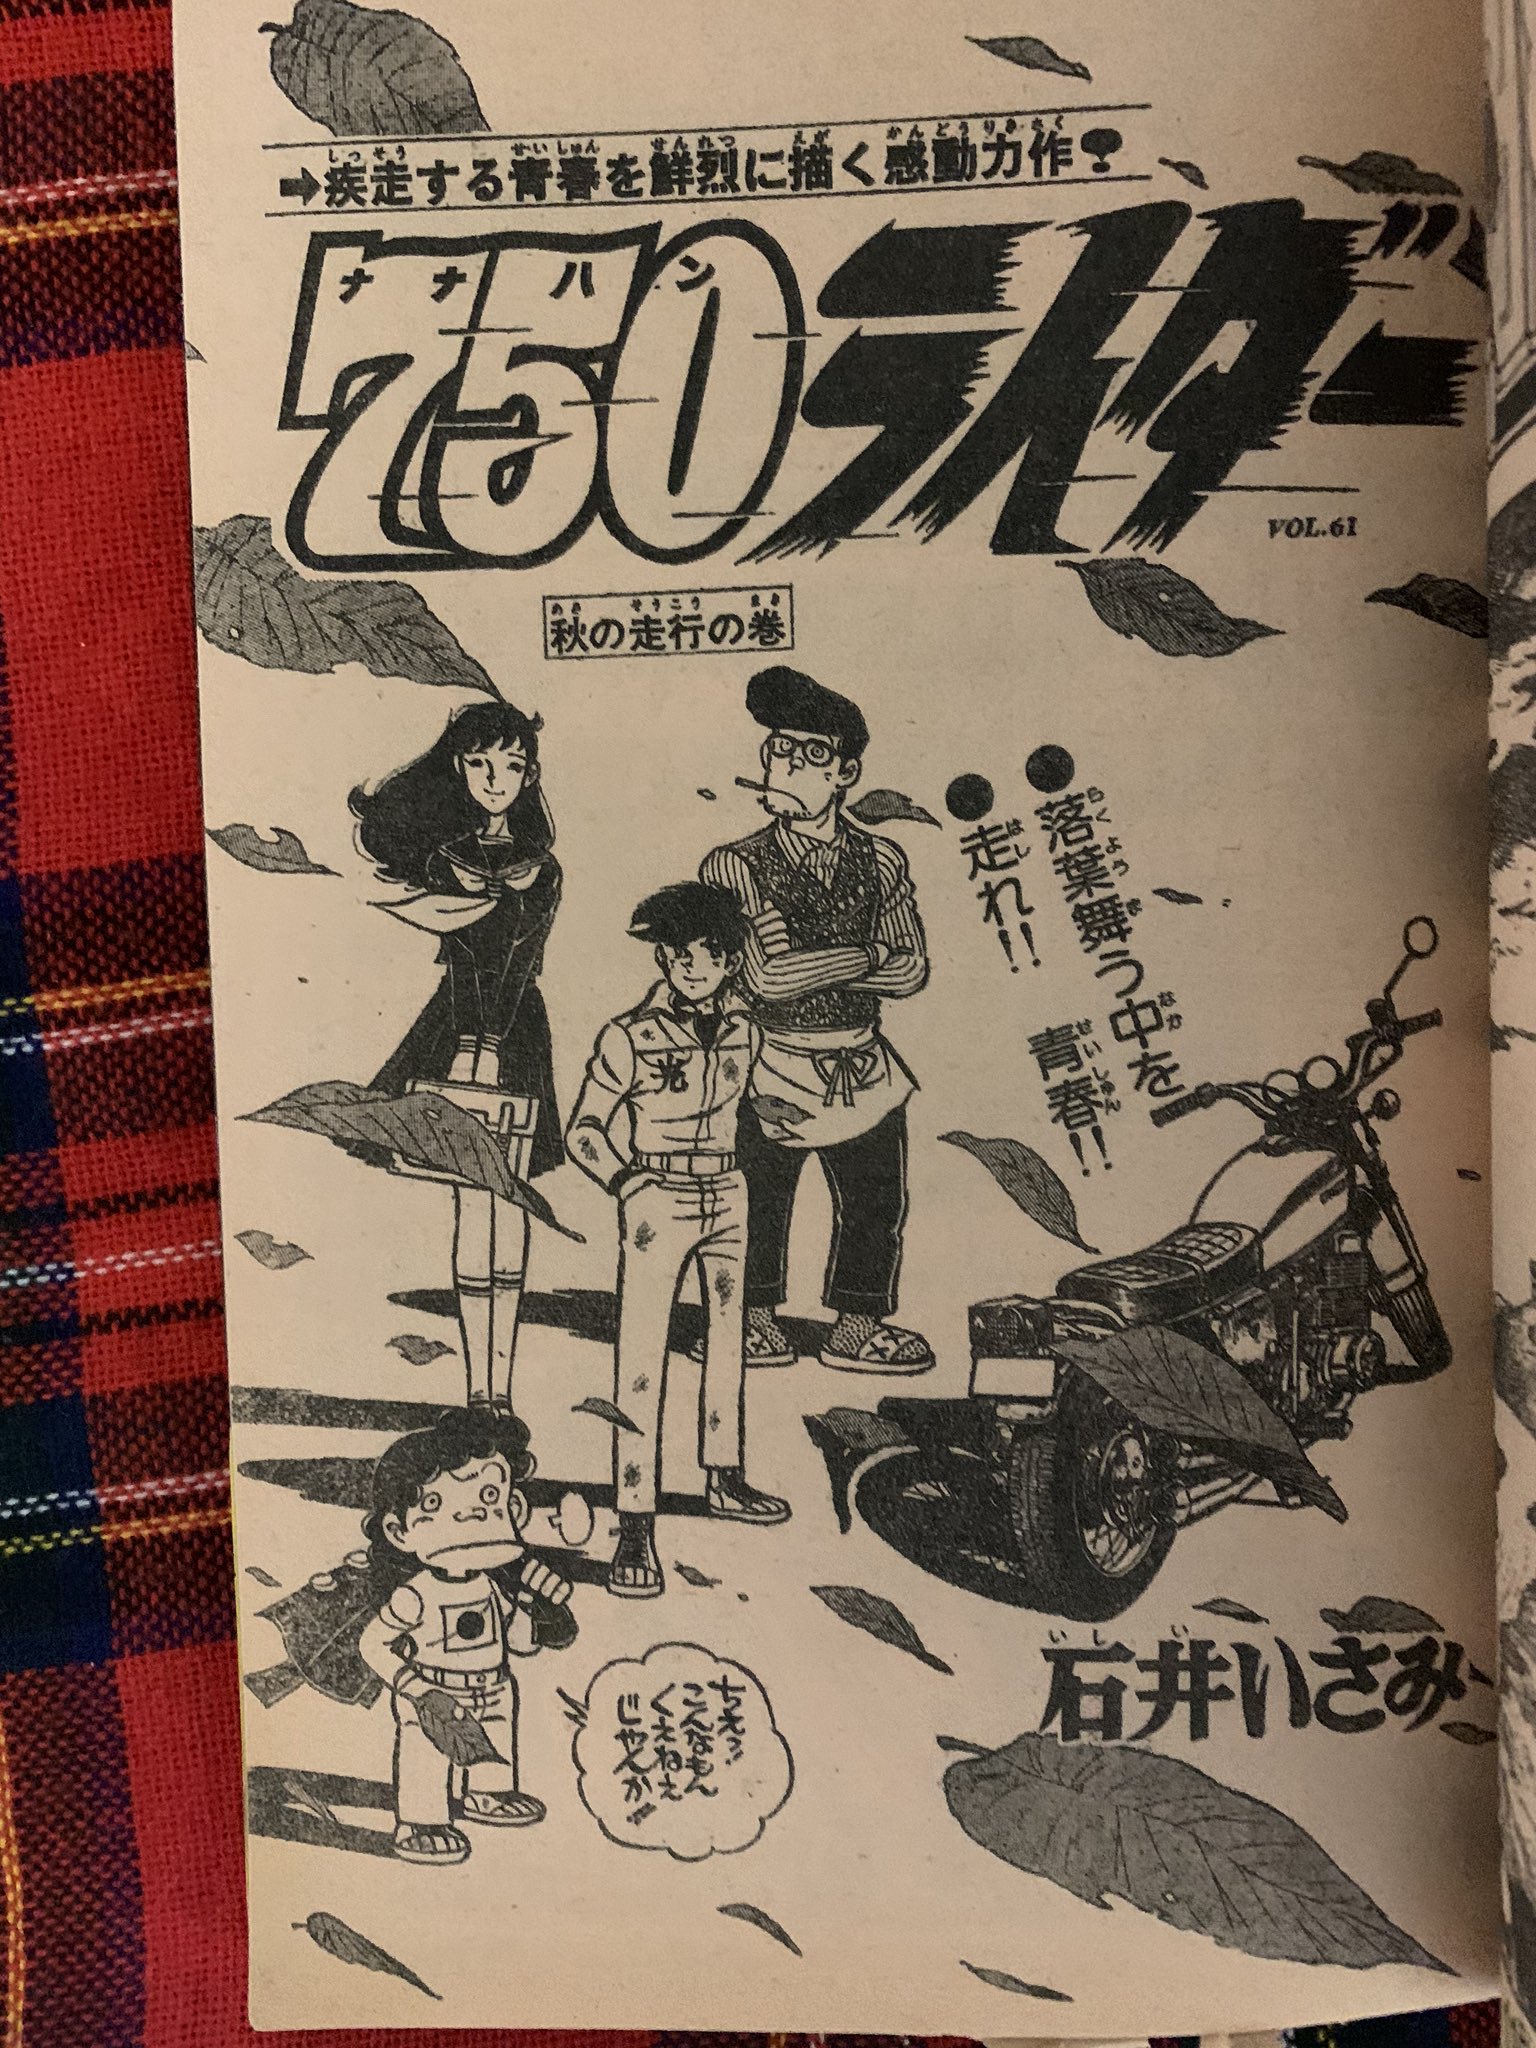 ➡疾走する青春を鮮烈に描く感動力作!
750ライダー
ナナハン
VOL.61
秋の走行の巻
●落葉舞う中を
●走れ!! 青春!!
石井いさみ
ちえっ!!
こんなもん
くえねえ
じゃんか!!
光